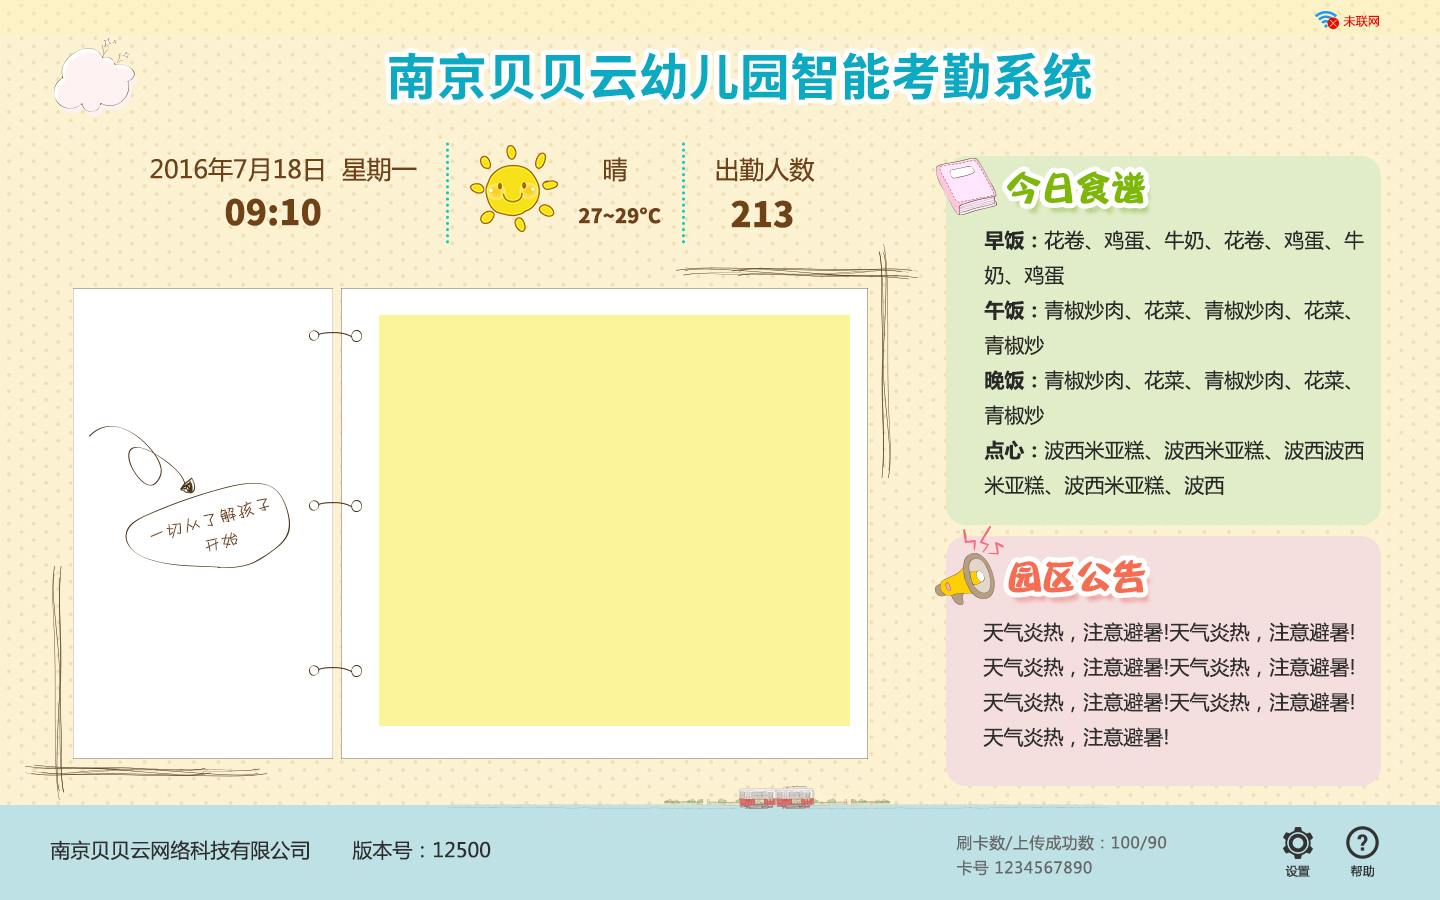 未联网
南京贝贝云幼儿园智能考勤系统
2016年7月18日 星期一
09:10
晴
27~29°C
出勤人数
213
今日食谱
早饭：花卷、鸡蛋、牛奶、花卷、鸡蛋、牛
奶、鸡蛋
午饭：青椒炒肉、花菜、青椒炒肉、花菜、
青椒炒
晚饭：青椒炒肉、花菜、青椒炒肉、花菜、
青椒炒
点心：波西米亚糕、波西米亚糕、波西波西
米亚糕、波西米亚糕、波西
一切从了解孩子
开始
园区公告
天气炎热，注意避暑!天气炎热，注意避暑!
天气炎热，注意避暑!天气炎热，注意避暑!
天气炎热，注意避暑!天气炎热，注意避暑!
天气炎热，注意避暑!
南京贝贝云网络科技有限公司 版本号：12500
刷卡数/上传成功数：100/90
卡号 1234567890
设置
?
帮助